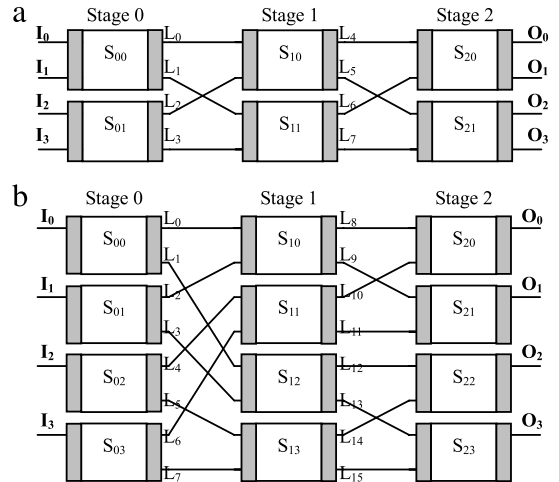 a
Stage 0 Stage 1 Stage 2
I0 L0 L4 O0
S00 S10 S20
I1 L1 L5 O1
I2 L2 L6 O2
S01 S11 S21
I3 L3 L7 O3
b
Stage 0 Stage 1 Stage 2
I0 L0 L8 O0
S00 S10 S20
L1 L9
I1 L2 L10 O1
S01 S11 S21
L3 L11
I2 L4 L12 O2
S02 S12 S22
L5 L13
I3 L6 L14 O3
S03 S13 S23
L7 L15